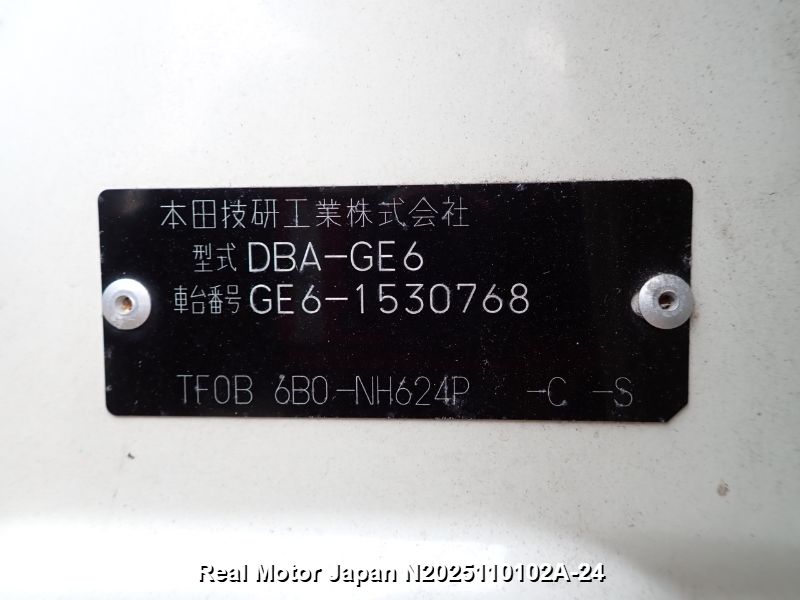 本田技研工業株式会社
型式 DBA-GE6
車台番号 GE6-1530768
TF0B 6B0-NH624P -C -S
Real Motor Japan N2025110102A-24